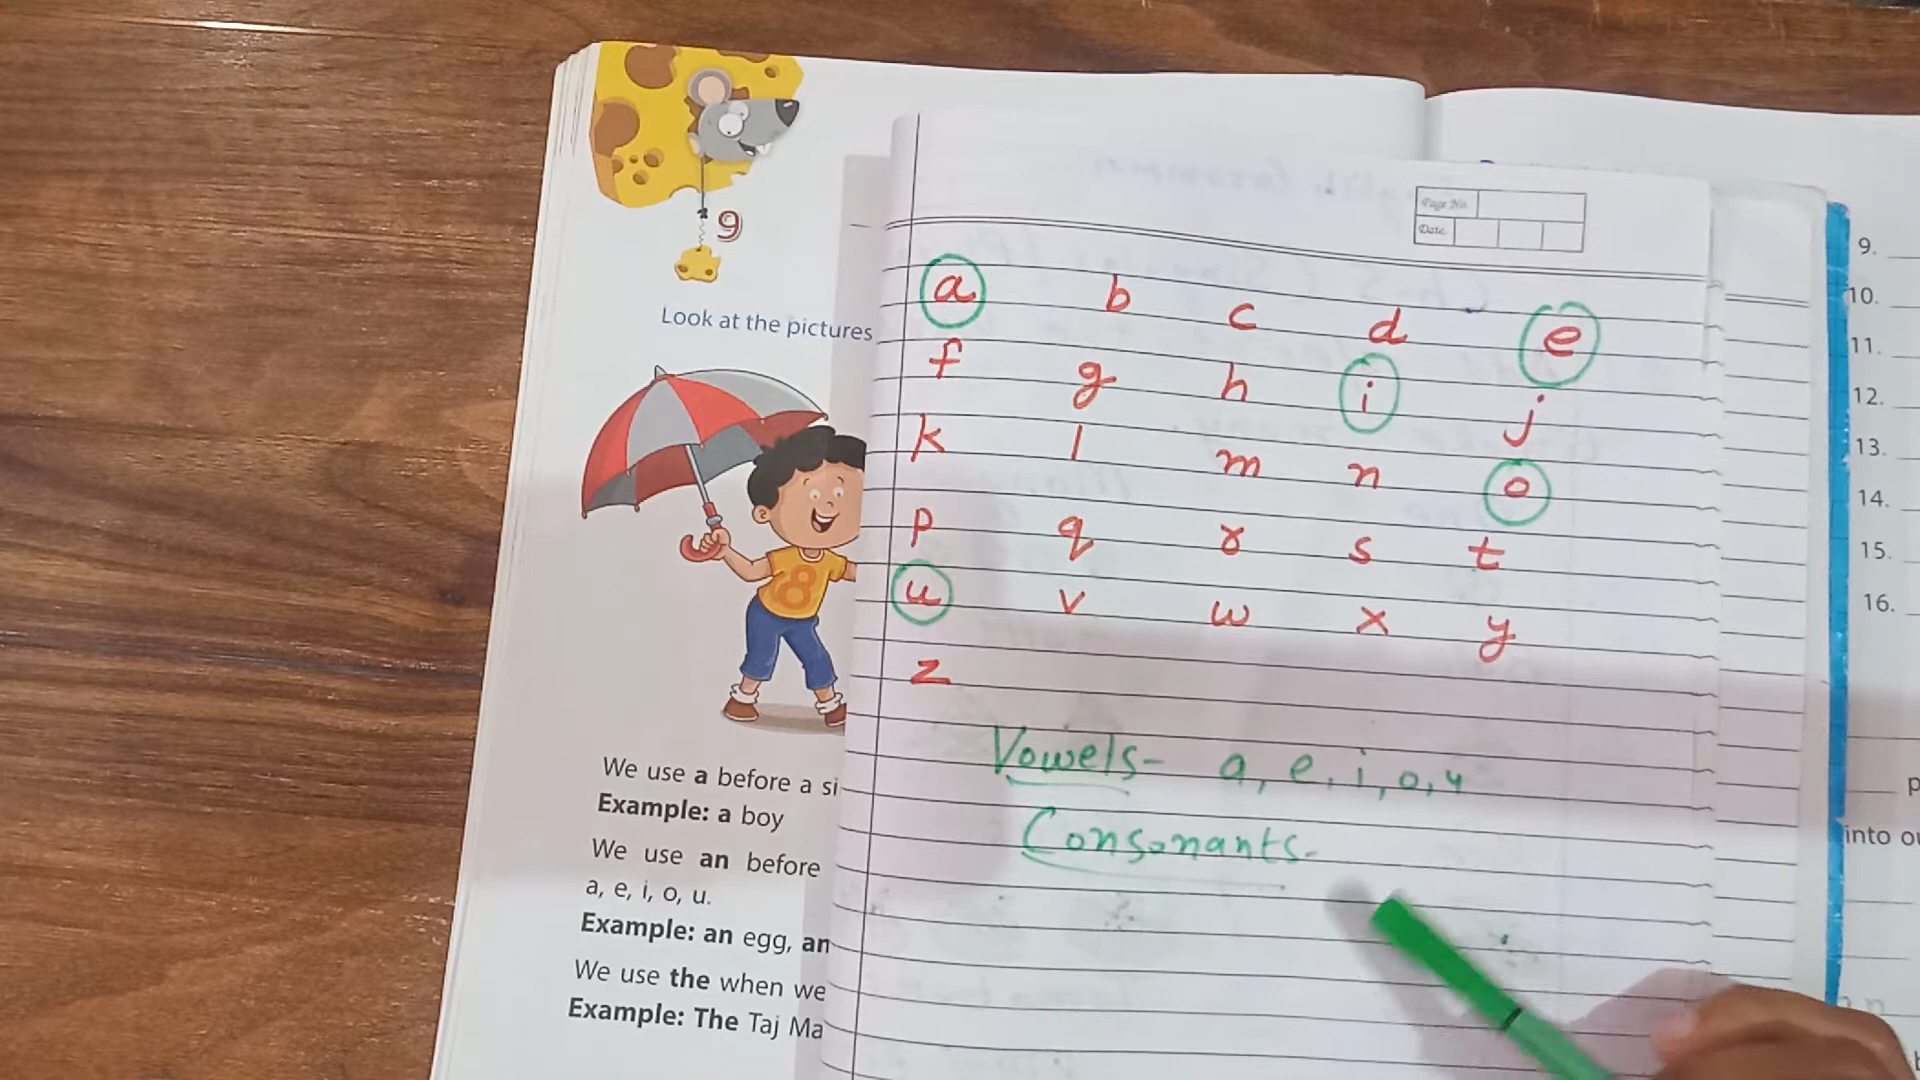 9
Look at the pictures
8
We use a before a si
Example: a boy
We use an before
a, e, i, o, u.
Example: an egg, an
We use the when we
Example: The Taj Ma
Page No.
Date
a b c d e
f g h i j
k l m n o
p q r s t
u v w x y
z
Vowels- a, e, i, o, u
Consonants-
9.
10.
11.
12.
13.
14.
15.
16.
p
into ou